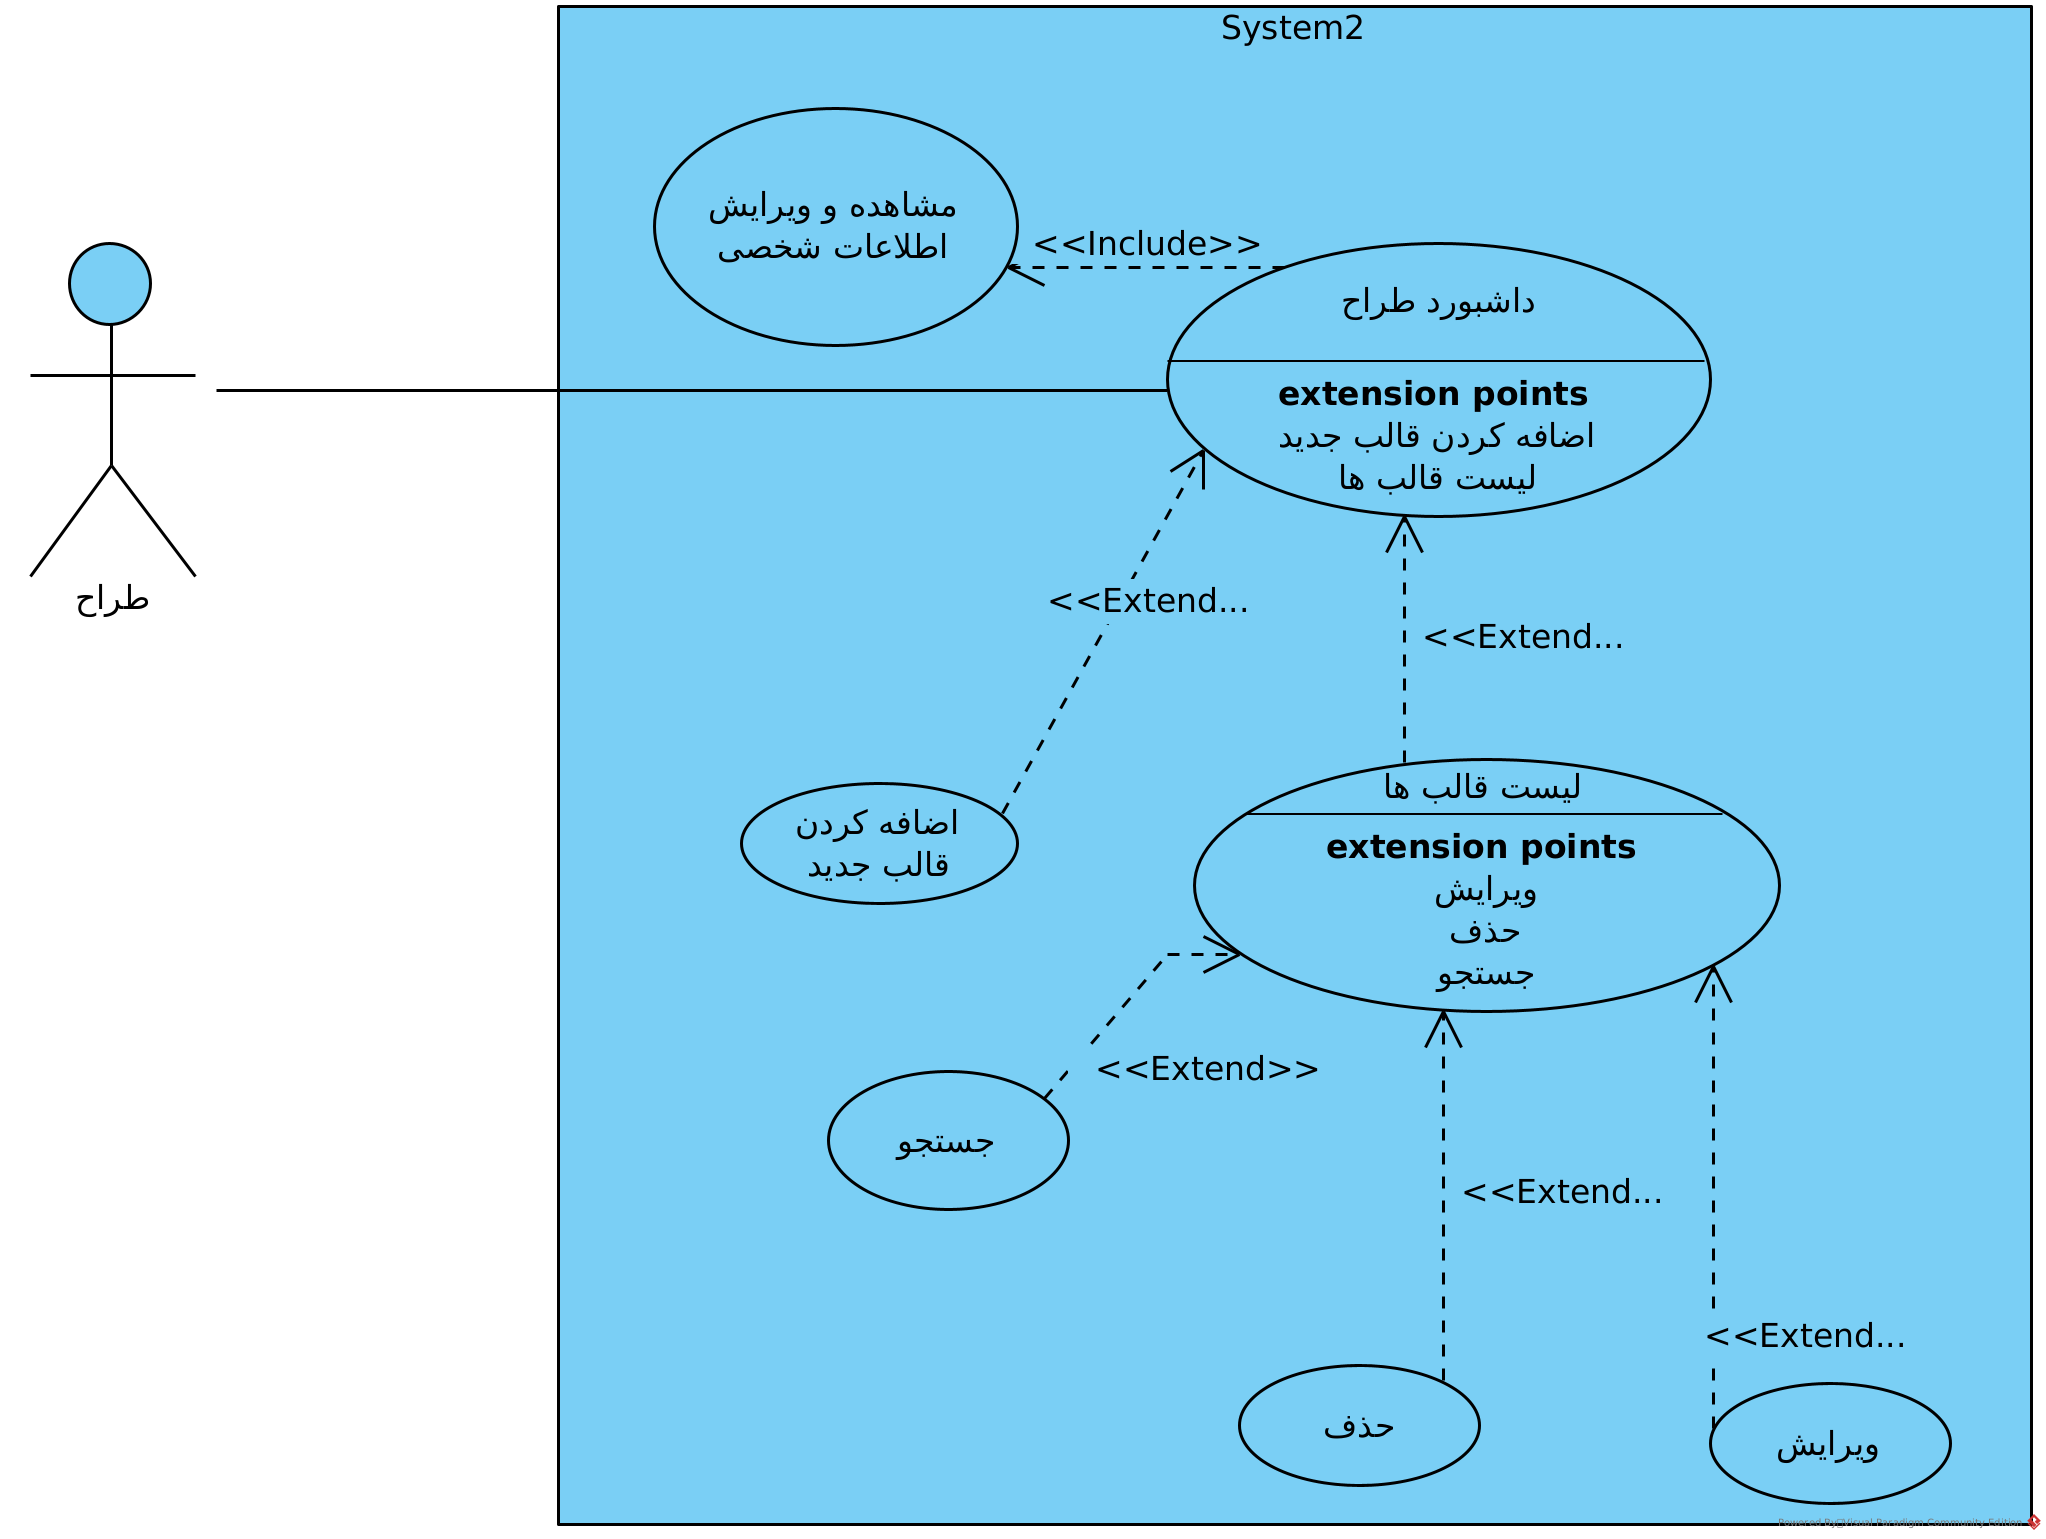 System2
مشاهده و ویرایش
اطلاعات شخصی
<<Include>>
داشبورد طراح
extension points
اضافه کردن قالب جدید
لیست قالب ها
طراح
<<Extend...
<<Extend...
لیست قالب ها
extension points
ویرایش
حذف
جستجو
اضافه کردن
قالب جدید
<<Extend>>
جستجو
<<Extend...
<<Extend...
حذف
ویرایش
Powered By Visual Paradigm Community Edition